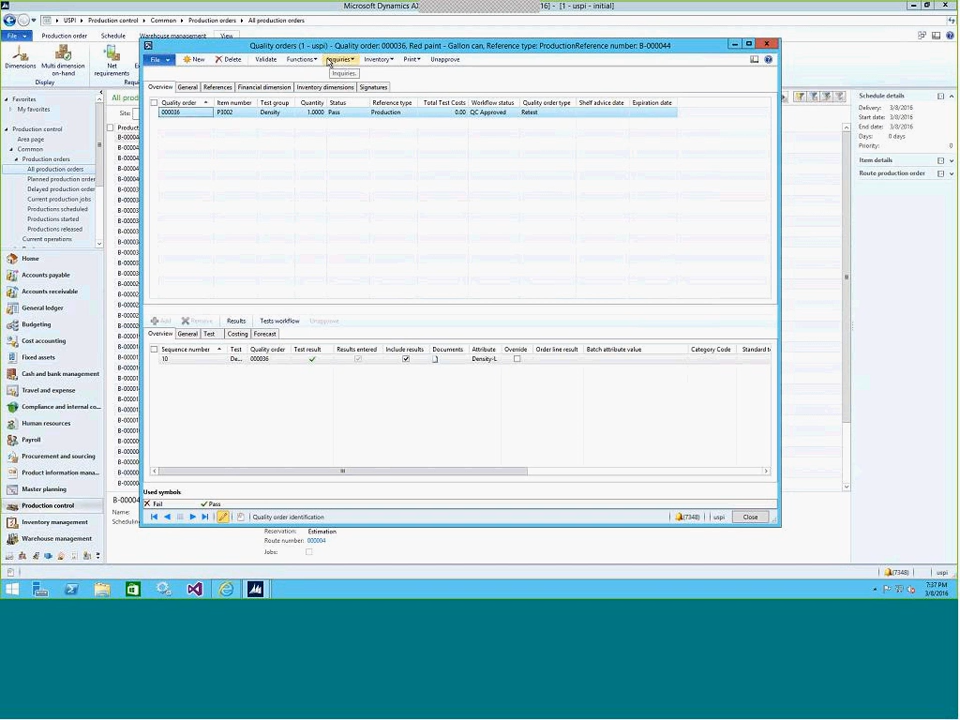 Microsoft Dynamics A
16] - [1 - uspi - initial]
USPI
Production control
Common
Production orders
All production orders
File
Production order
Schedule
Warehouse management
View
Dimensions
Multi dimension on-hand
Net requirements
Display
Quality orders (1 - uspi) - Quality order: 000036, Red paint - Gallon can, Reference type: ProductionReference number: B-000044
File
New
Delete
Validate
Functions
Inquiries
Inventory
Print
Unapprove
Inquiries.
Overview
General
References
Financial dimension
Inventory dimensions
Signatures
Quality order
Item number
Test group
Quantity
Status
Reference type
Total Test Costs
Workflow status
Quality order type
Shelf advice date
Expiration date
000036
P3002
Density
1.0000
Pass
Production
0.00
QC Approved
Retest
Add
Remove
Results
Tests workflow
Unapprove
Overview
General
Test
Costing
Forecast
Sequence number
Test
Quality order
Test result
Results entered
Include results
Documents
Attribute
Override
Order line result
Batch attribute value
Category Code
Standard t
10
De...
000036
Density-L
Used symbols
Fail
Pass
Quality order identification
(7348)
uspi
Close
Favorites
My favorites
Production control
Area page
Common
Production orders
All production orders
Planned production order
Delayed production order
Current production jobs
Productions scheduled
Productions started
Productions released
Current operations
Home
Accounts payable
Accounts receivable
General ledger
Budgeting
Cost accounting
Fixed assets
Cash and bank management
Travel and expense
Compliance and internal co...
Human resources
Payroll
Procurement and sourcing
Product information mana...
Master planning
Production control
Inventory management
Warehouse management
All prod
Site:
Product
B-00004
Name:
Schedulin
Reservation:
Estimation
Route number:
000094
Jobs:
Schedule details
Delivery:
3/8/2016
Start date:
3/8/2016
End date:
3/8/2016
Days:
0 days
Priority:
0
Item details
Route production order
(7348)
uspi
7:37 PM
3/8/2016